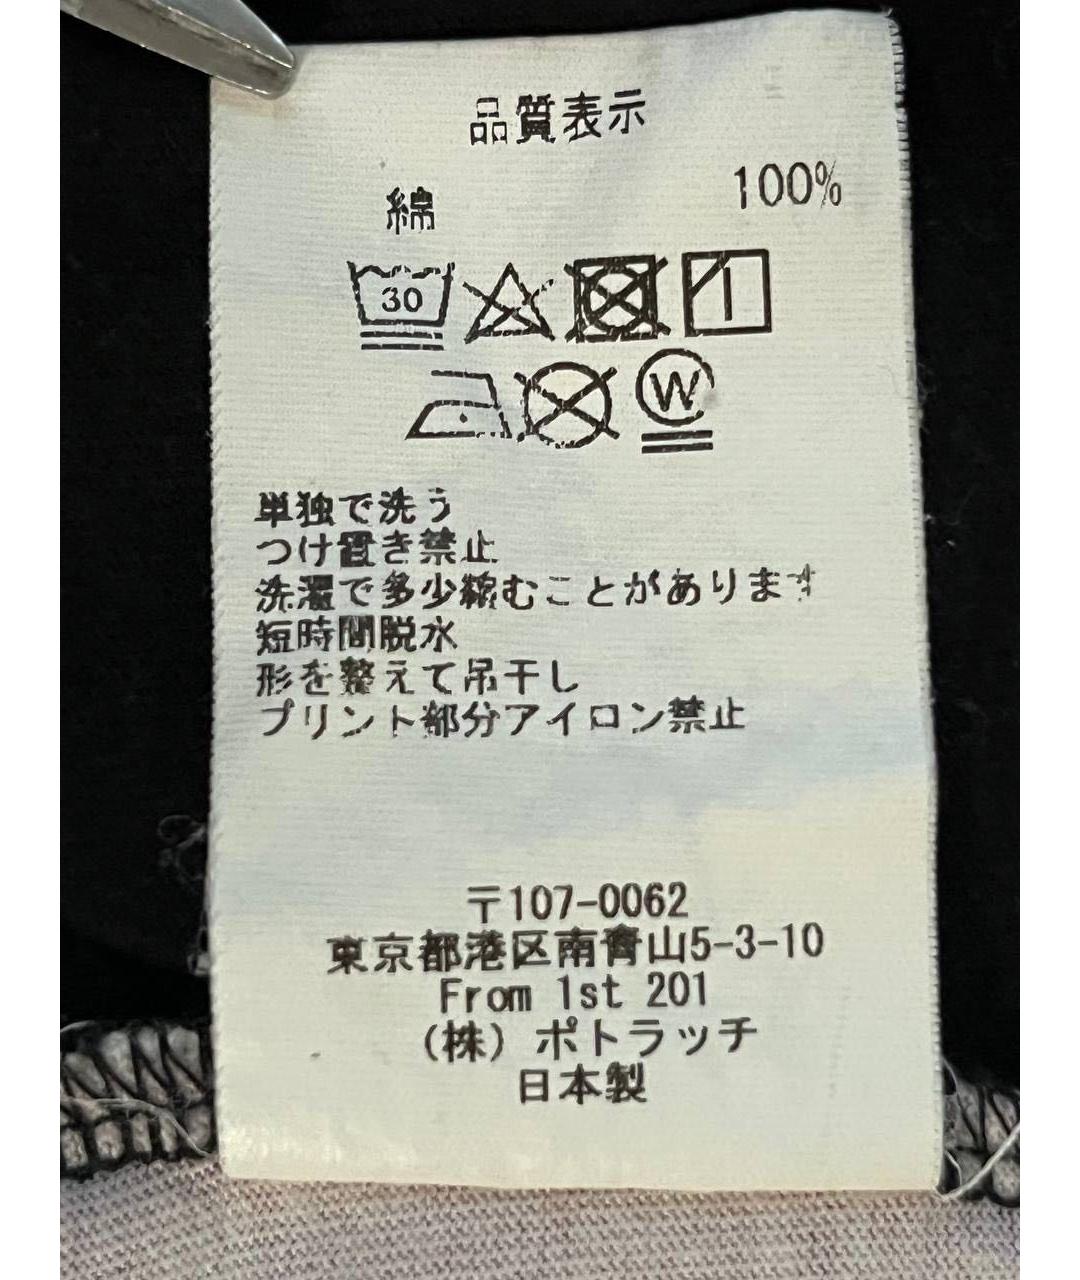 品質表示
綿 100%
30
W
単独で洗う
つけ置き禁止
洗濯で多少縮むことがあります
短時間脱水
形を整えて吊干し
プリント部分アイロン禁止
〒107-0062
東京都港区南青山5-3-10
From 1st 201
(株) ポトラッチ
日本製